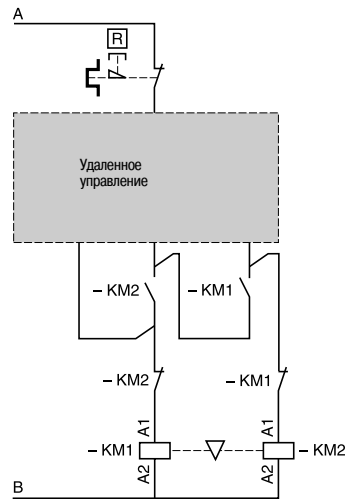 A
R
Удаленное
управление
– KM2
– KM1
– KM2
– KM1
A1
A1
– KM1
– KM2
A2
A2
B